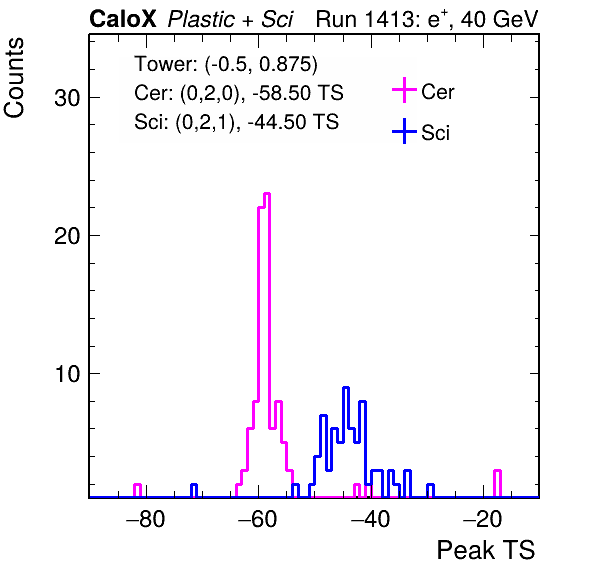 CaloX Plastic + Sci Run 1413: e+, 40 GeV
Counts
Tower: (-0.5, 0.875)
Cer: (0,2,0), -58.50 TS
Sci: (0,2,1), -44.50 TS
Cer
Sci
30
20
10
−80 −60 −40 −20
Peak TS